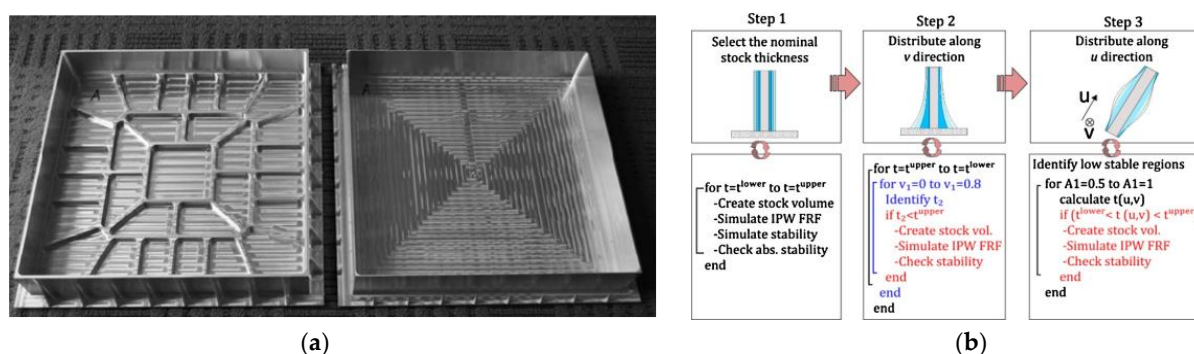 A
A
(a)
Step 1
Select the nominal
stock thickness
for t=t^lower to t=t^upper
-Create stock volume
-Simulate IPW FRF
-Simulate stability
-Check abs. stability
end
Step 2
Distribute along
v direction
for t=t^upper to t=t^lower
for v₁=0 to v₁=0.8
Identify t₂
if t₂<t^upper
-Create stock vol.
-Simulate IPW FRF
-Check stability
end
end
end
Step 3
Distribute along
u direction
u
v
Identify low stable regions
for A1=0.5 to A1=1
calculate t(u,v)
if (t^lower< t (u,v) < t^upper
-Create stock vol.
-Simulate IPW FRF
-Check stability
end
end
(b)